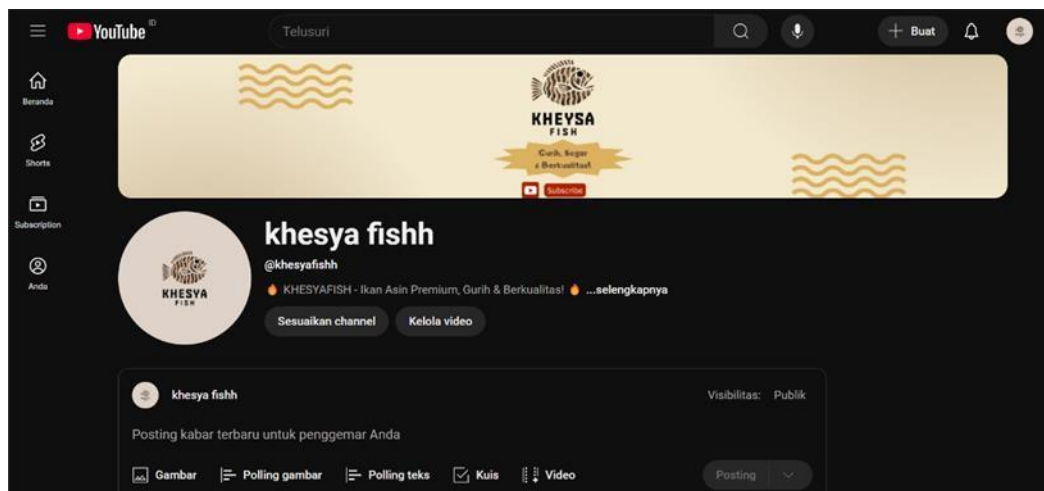 YouTube ID
Telusuri
Buat
Beranda
Shorts
Subscription
Anda
KHEYSA
FISH
Gurih, Segar
& Berkualitas!
Subscribe
KHESYA
FISH
khesya fishh
@khesyafishh
KHESYAFISH - Ikan Asin Premium, Gurih & Berkualitas! ...selengkapnya
Sesuaikan channel Kelola video
khesya fishh Visibilitas: Publik
Posting kabar terbaru untuk penggemar Anda
Gambar Polling gambar Polling teks Kuis Video Posting